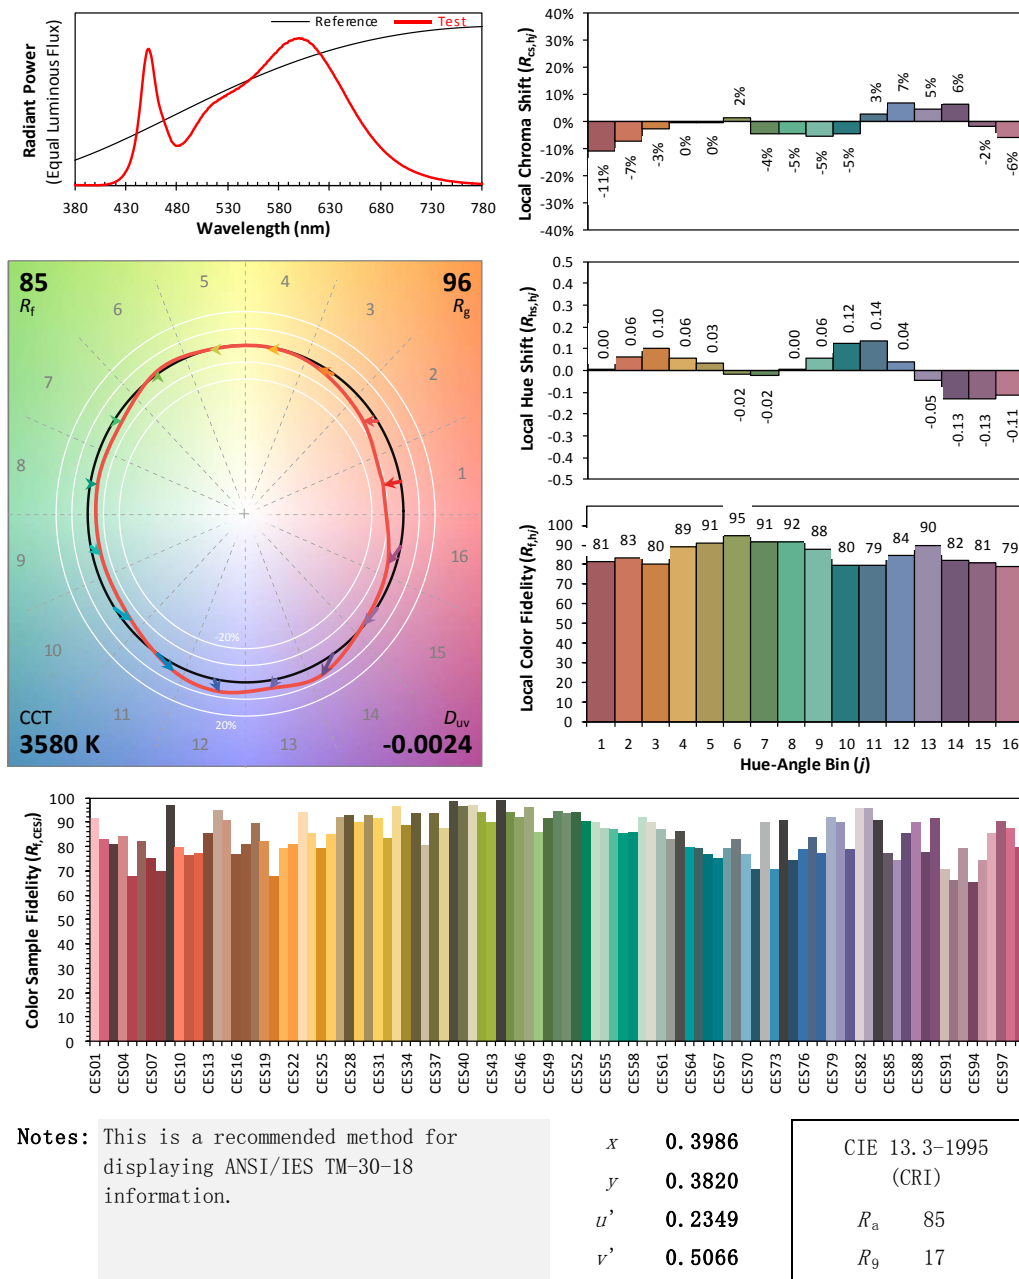 Reference
Test
Radiant Power
(Equal Luminous Flux)
380 430 480 530 580 630 680 730 780
Wavelength (nm)
Local Chroma Shift (Rcs,hj)
40%
30%
20%
10%
0%
-10%
-20%
-30%
-40%
-11% -7% -3% 0% 0% 2% -4% -5% -5% -5% 3% 7% 5% 6% -2% -6%
85
Rf
96
Rg
1
2
3
4
5
6
7
8
9
10
11
12
13
14
15
16
-20%
20%
CCT
3580 K
Duv
-0.0024
Local Hue Shift (Rhs,hj)
0.5
0.4
0.3
0.2
0.1
0.0
-0.1
-0.2
-0.3
-0.4
-0.5
0.00 0.06 0.10 0.06 0.03 -0.02 -0.02 0.00 0.06 0.12 0.14 0.04 -0.05 -0.13 -0.13 -0.11
Local Color Fidelity (Rf,hj)
100
90
80
70
60
50
40
30
20
10
0
81 83 80 89 91 95 91 92 88 80 79 84 90 82 81 79
1 2 3 4 5 6 7 8 9 10 11 12 13 14 15 16
Hue-Angle Bin (j)
Color Sample Fidelity (Rf,CESi)
100
90
80
70
60
50
40
30
20
10
0
CES01 CES04 CES07 CES10 CES13 CES16 CES19 CES22 CES25 CES28 CES31 CES34 CES37 CES40 CES43 CES46 CES49 CES52 CES55 CES58 CES61 CES64 CES67 CES70 CES73 CES76 CES79 CES82 CES85 CES88 CES91 CES94 CES97
Notes: This is a recommended method for
displaying ANSI/IES TM-30-18
information.
x 0.3986
y 0.3820
u' 0.2349
v' 0.5066
CIE 13.3-1995
(CRI)
Ra 85
R9 17